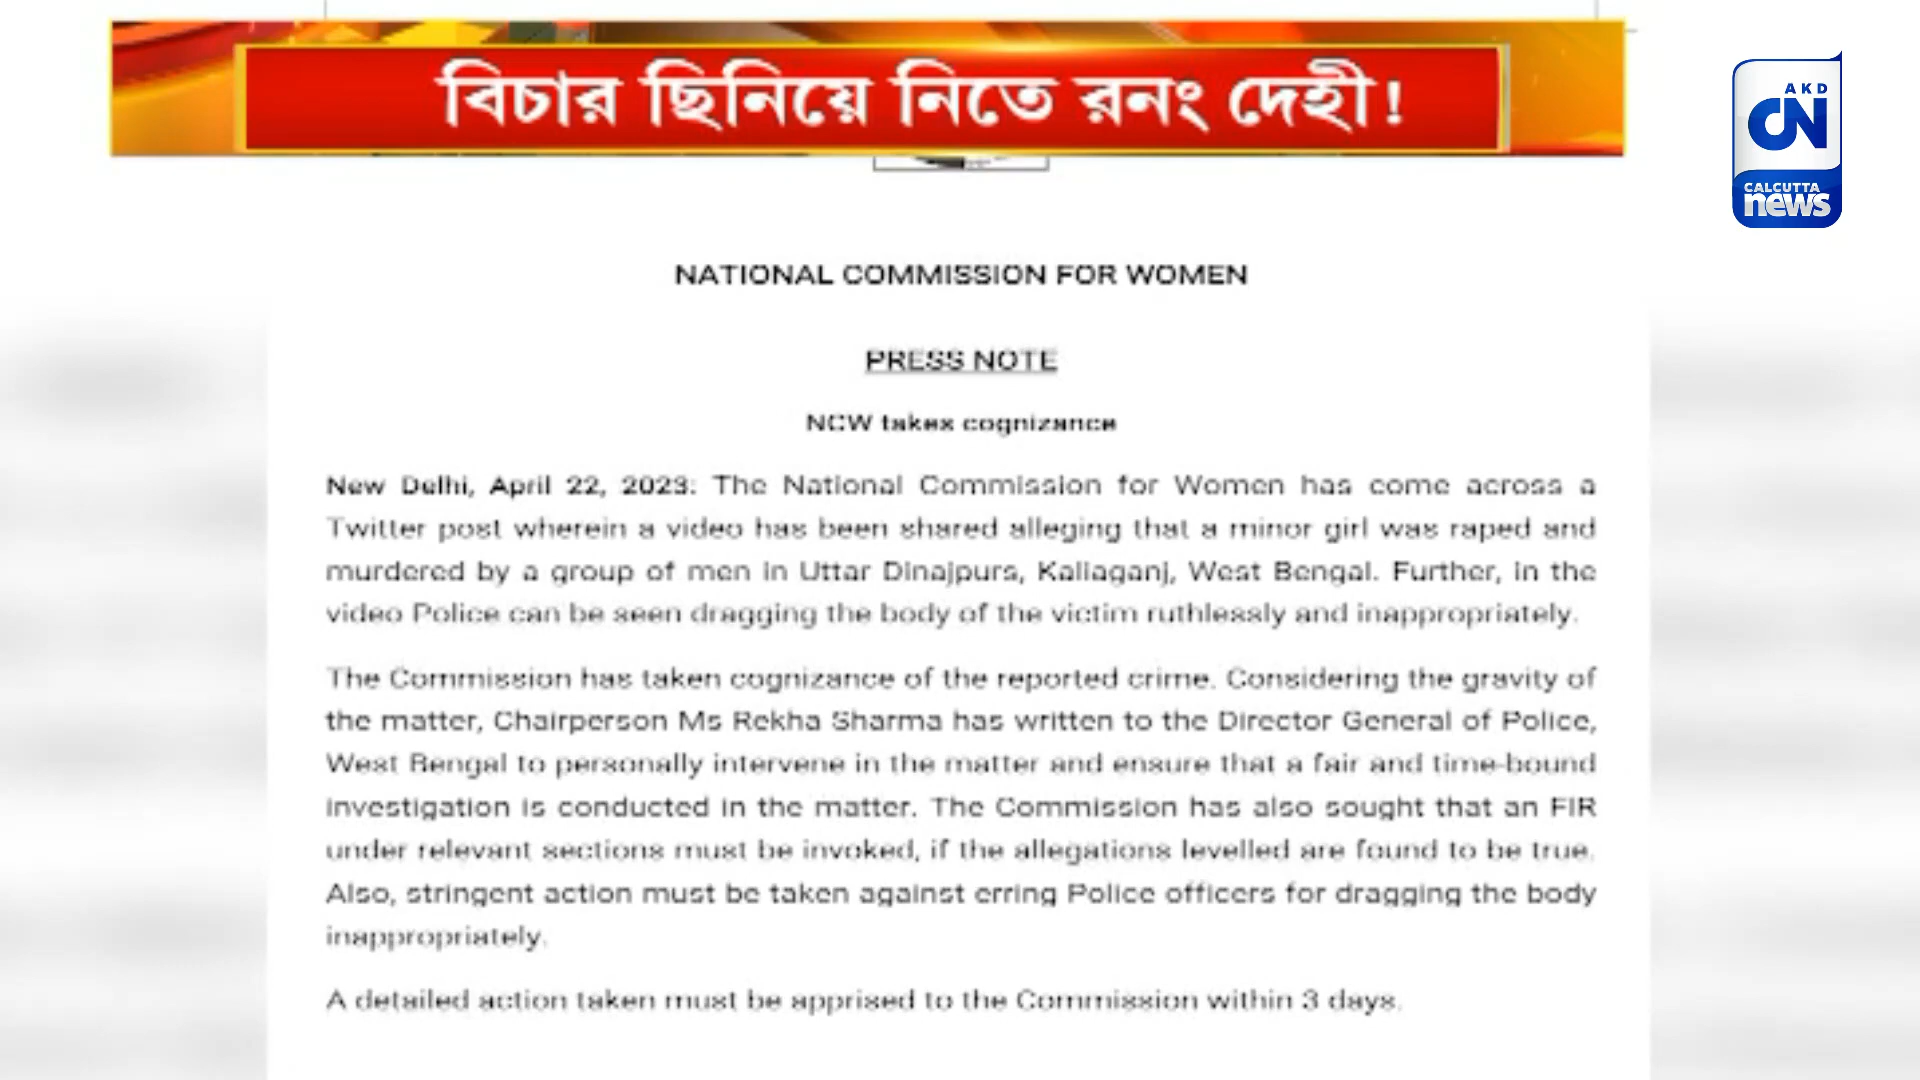 বিচার ছিনিয়ে নিতে রনং দেহী!
AKD
CN
CALCUTTA
news
NATIONAL COMMISSION FOR WOMEN
PRESS NOTE
NCW takes cognizance
New Delhi, April 22, 2023: The National Commission for Women has come across a
Twitter post wherein a video has been shared alleging that a minor girl was raped and
murdered by a group of men in Uttar Dinajpurs, Kaliaganj, West Bengal. Further, in the
video Police can be seen dragging the body of the victim ruthlessly and inappropriately.
The Commission has taken cognizance of the reported crime. Considering the gravity of
the matter, Chairperson Ms Rekha Sharma has written to the Director General of Police,
West Bengal to personally intervene in the matter and ensure that a fair and time-bound
investigation is conducted in the matter. The Commission has also sought that an FIR
under relevant sections must be invoked, if the allegations levelled are found to be true.
Also, stringent action must be taken against erring Police officers for dragging the body
inappropriately.
A detailed action taken must be apprised to the Commission within 3 days.